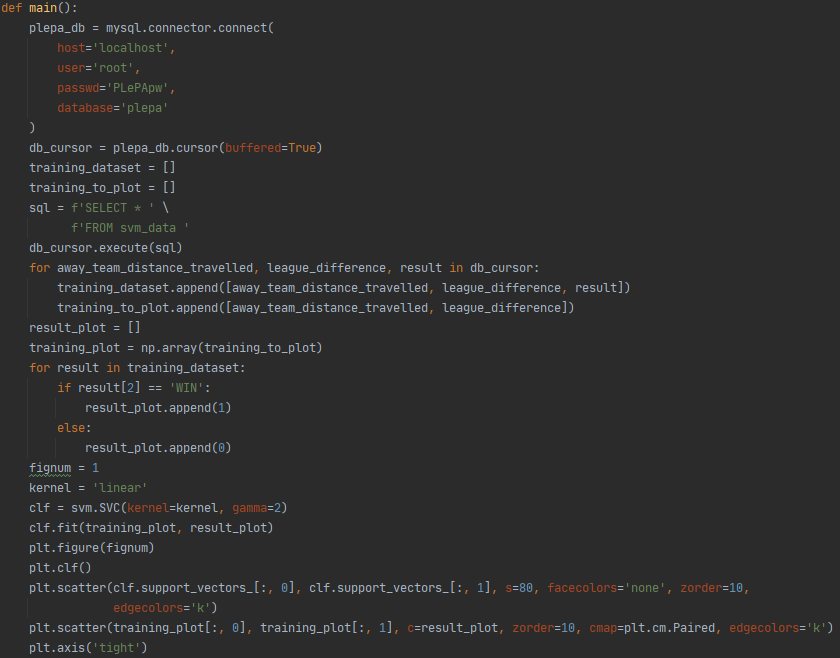 def main():
    plepa_db = mysql.connector.connect(
        host='localhost',
        user='root',
        passwd='PLePApw',
        database='plepa'
    )
    db_cursor = plepa_db.cursor(buffered=True)
    training_dataset = []
    training_to_plot = []
    sql = f'SELECT * ' \
          f'FROM svm_data '
    db_cursor.execute(sql)
    for away_team_distance_travelled, league_difference, result in db_cursor:
        training_dataset.append([away_team_distance_travelled, league_difference, result])
        training_to_plot.append([away_team_distance_travelled, league_difference])
    result_plot = []
    training_plot = np.array(training_to_plot)
    for result in training_dataset:
        if result[2] == 'WIN':
            result_plot.append(1)
        else:
            result_plot.append(0)
    fignum = 1
    kernel = 'linear'
    clf = svm.SVC(kernel=kernel, gamma=2)
    clf.fit(training_plot, result_plot)
    plt.figure(fignum)
    plt.clf()
    plt.scatter(clf.support_vectors_[:, 0], clf.support_vectors_[:, 1], s=80, facecolors='none', zorder=10,
                edgecolors='k')
    plt.scatter(training_plot[:, 0], training_plot[:, 1], c=result_plot, zorder=10, cmap=plt.cm.Paired, edgecolors='k')
    plt.axis('tight')